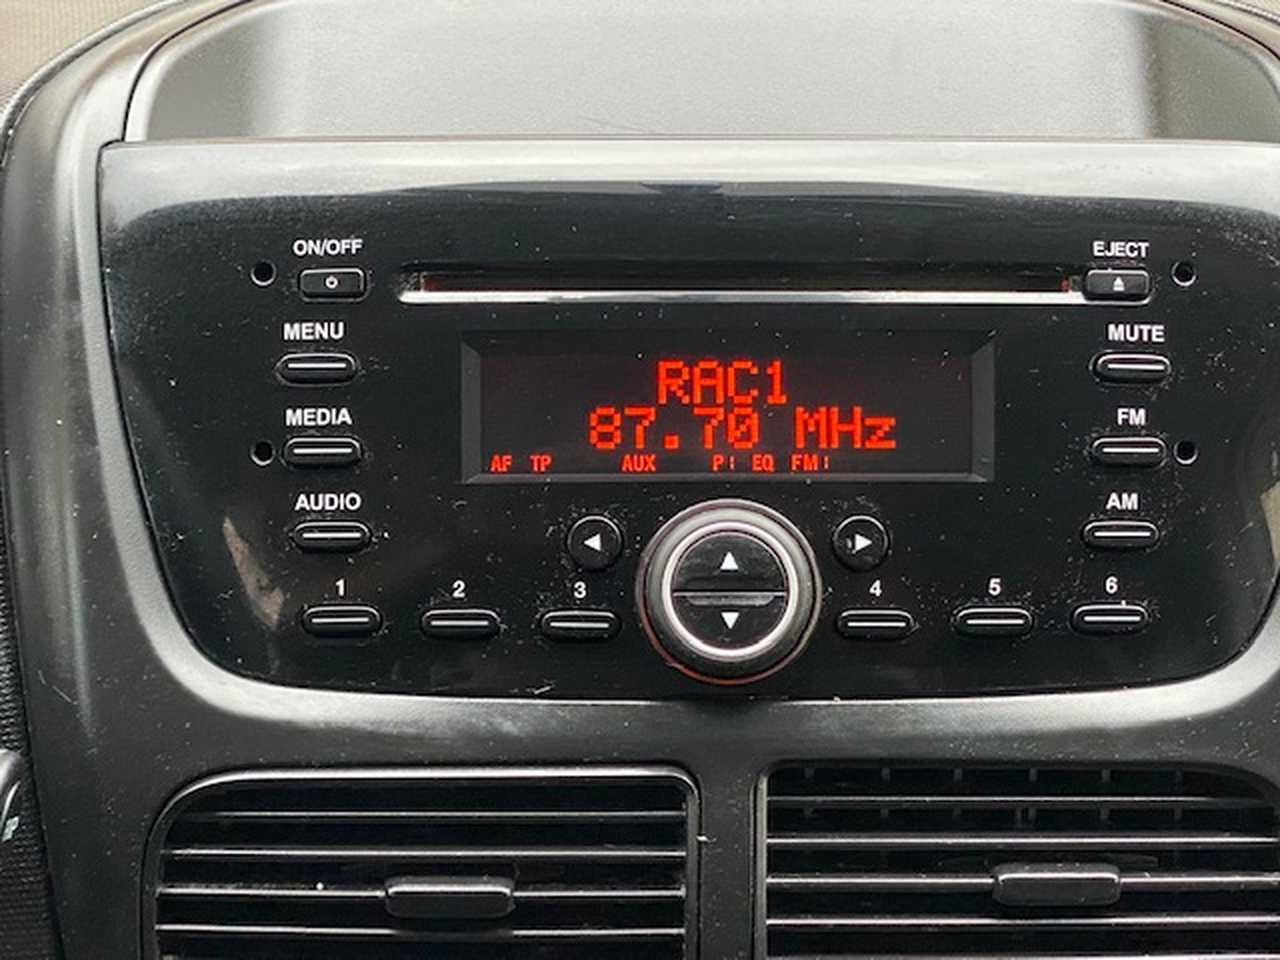 ON/OFF
EJECT
MENU
MUTE
RAC1
87.70 MHz
AF TP AUX P: EQ FM:
MEDIA
FM
AUDIO
AM
1 2 3 4 5 6